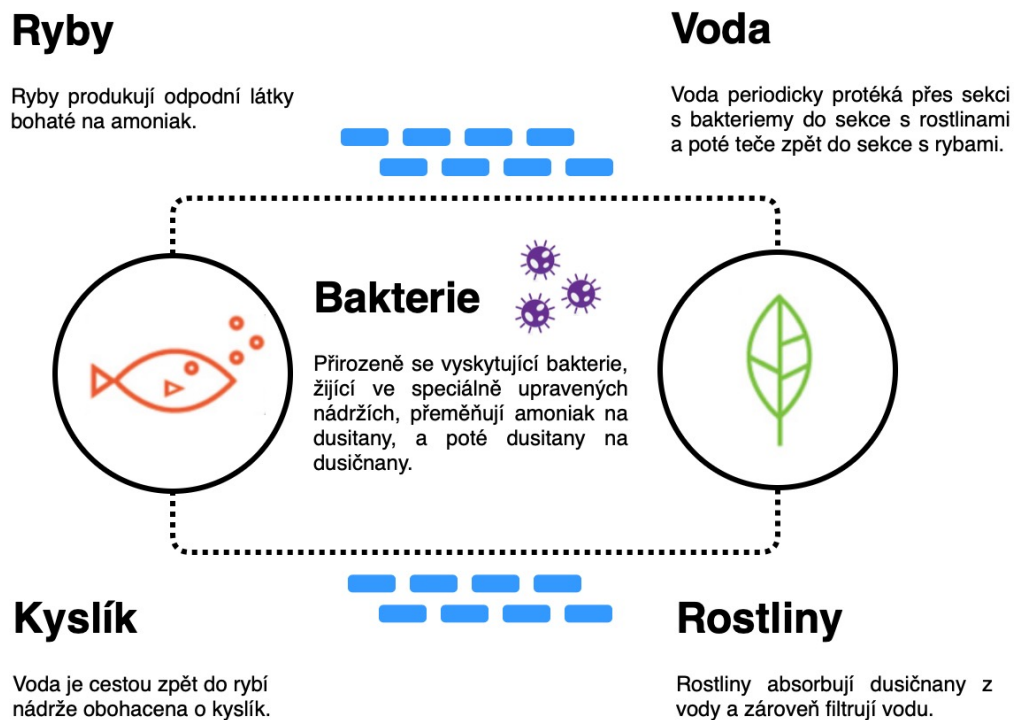 Ryby
Ryby produkují odpodní látky
bohaté na amoniak.
Voda
Voda periodicky protéká přes sekci
s bakteriemy do sekce s rostlinami
a poté teče zpět do sekce s rybami.
Bakterie
Přirozeně se vyskytující bakterie,
žijící ve speciálně upravených
nádržích, přeměňují amoniak na
dusitany, a poté dusitany na
dusičnany.
Kyslík
Voda je cestou zpět do rybí
nádrže obohacena o kyslík.
Rostliny
Rostliny absorbují dusičnany z
vody a zároveň filtrují vodu.